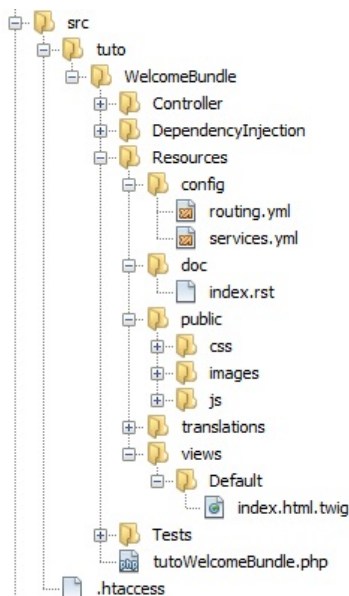 src
tuto
WelcomeBundle
Controller
DependencyInjection
Resources
config
routing.yml
services.yml
doc
index.rst
public
css
images
js
translations
views
Default
index.html.twig
Tests
tutoWelcomeBundle.php
.htaccess